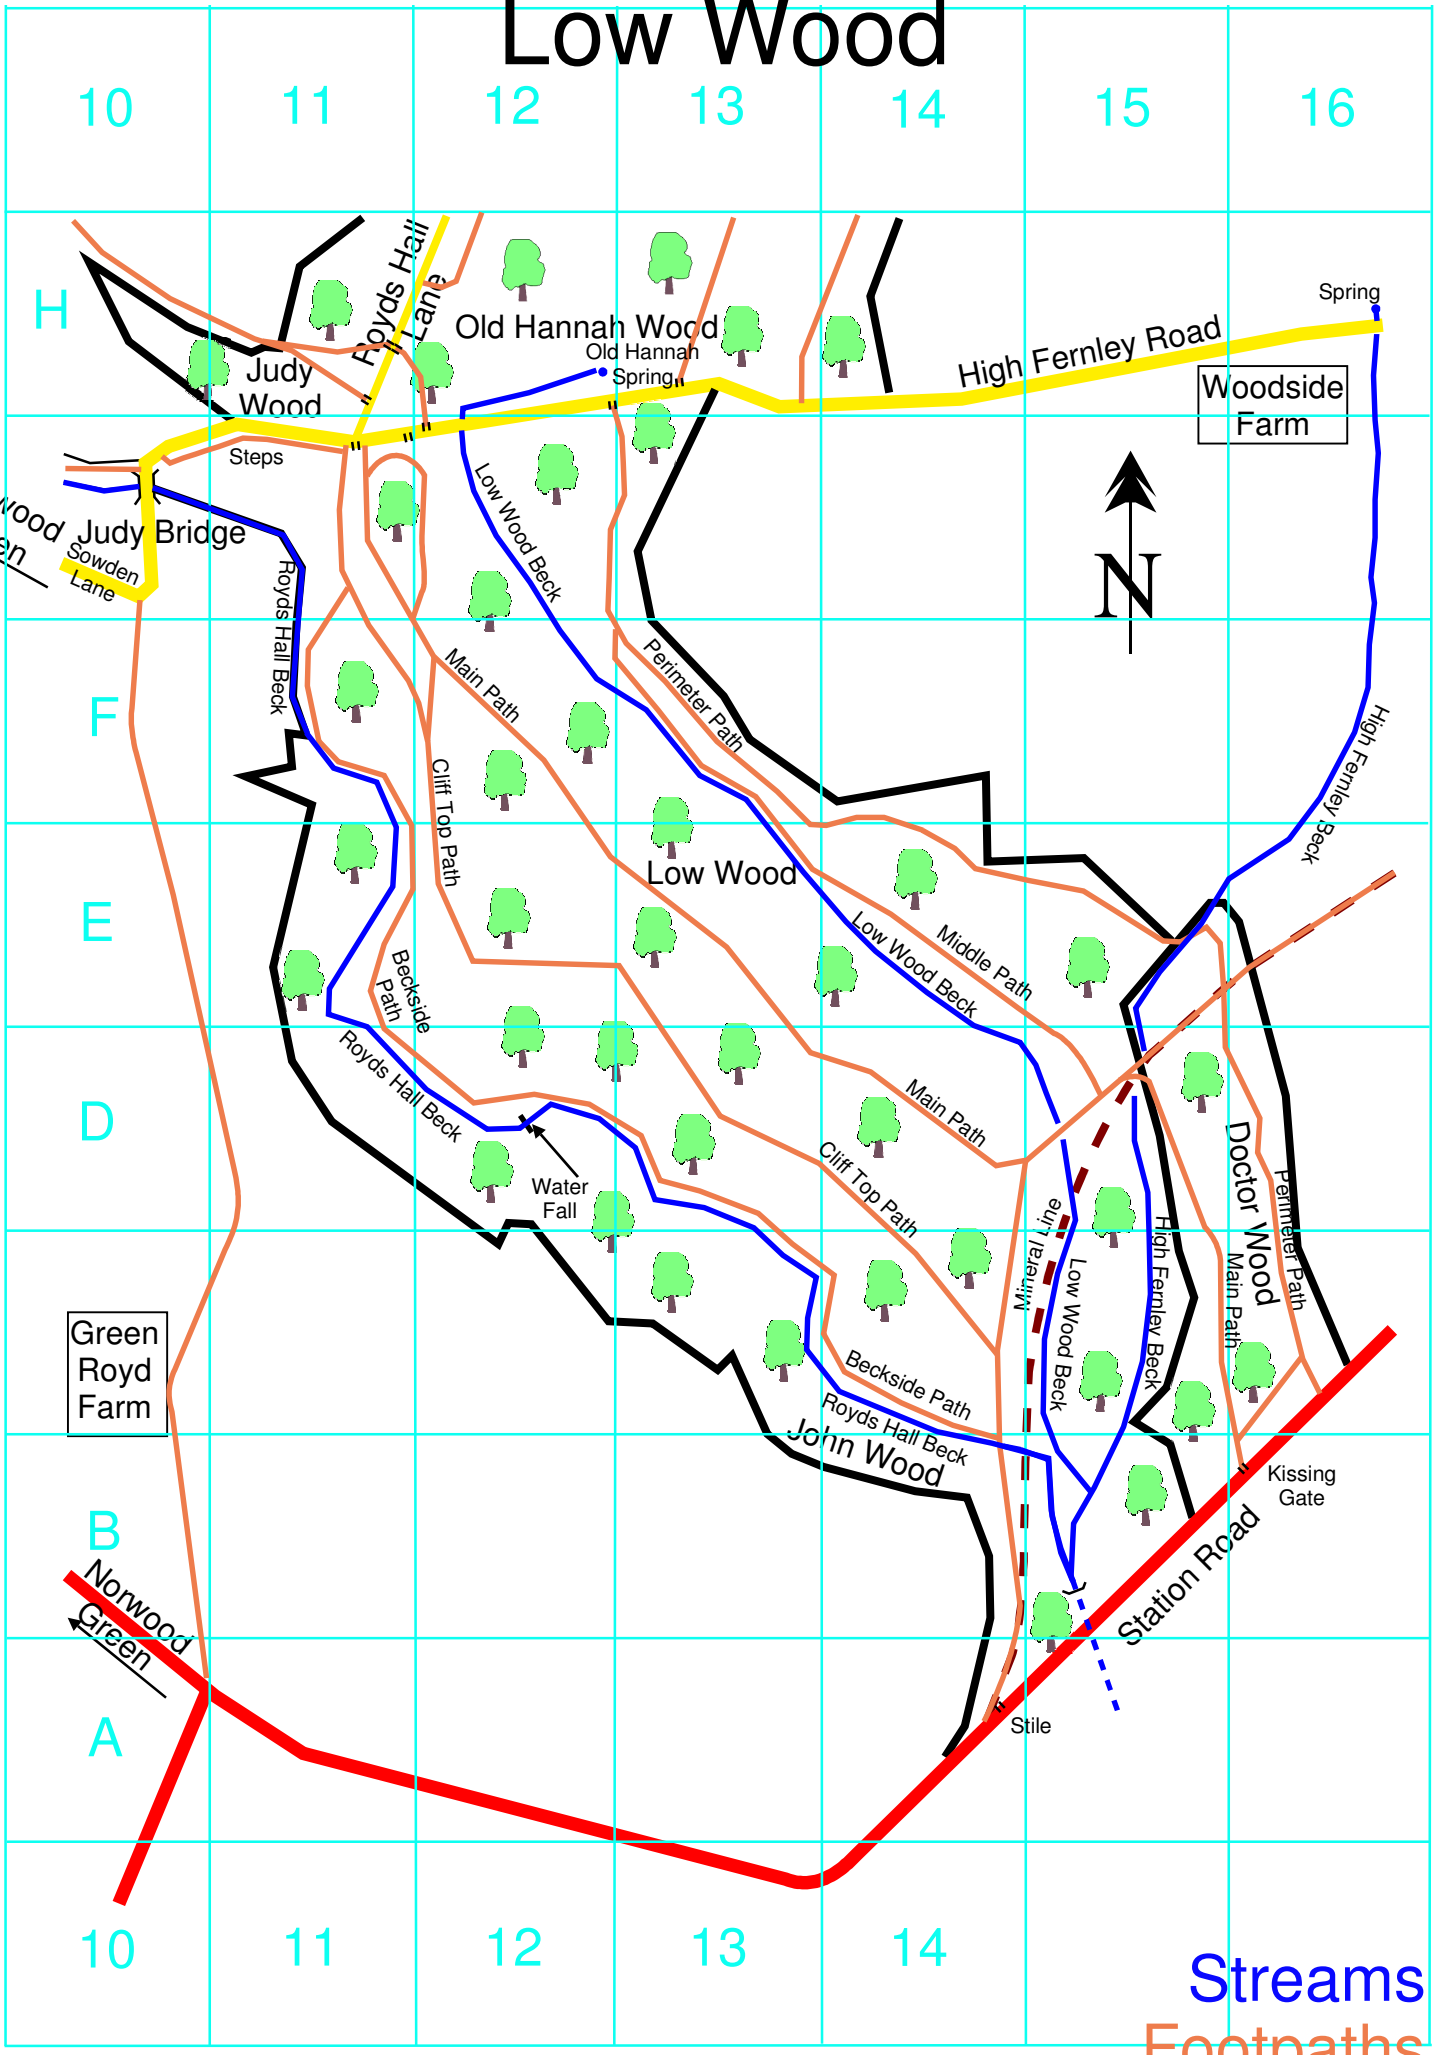 Low Wood
10 11 12 13 14 15 16
Royds Hall
Lane
H
Spring
Old Hannah Wood
High Fernley Road
Old Hannah
Spring
Judy
Wood
Woodside
Farm
Steps
Low Wood Beck
wood
en
Judy Bridge
Sowden
Lane
N
Royds Hall Beck
Main Path
Perimeter Path
F
High Fernley Beck
Cliff Top Path
Low Wood
E
Low Wood Beck
Middle Path
Beckside
Path
Royds Hall Beck
D
Main Path
Cliff Top Path
Doctor Wood
Perimeter Path
Water
Fall
Mineral Line
Low Wood Beck
High Fernley Beck
Main Path
Green
Royd
Farm
Beckside Path
Royds Hall Beck
John Wood
Kissing
Gate
B
Station Road
Norwood
Green
A
Stile
10 11 12 13 14
Streams
Footpaths